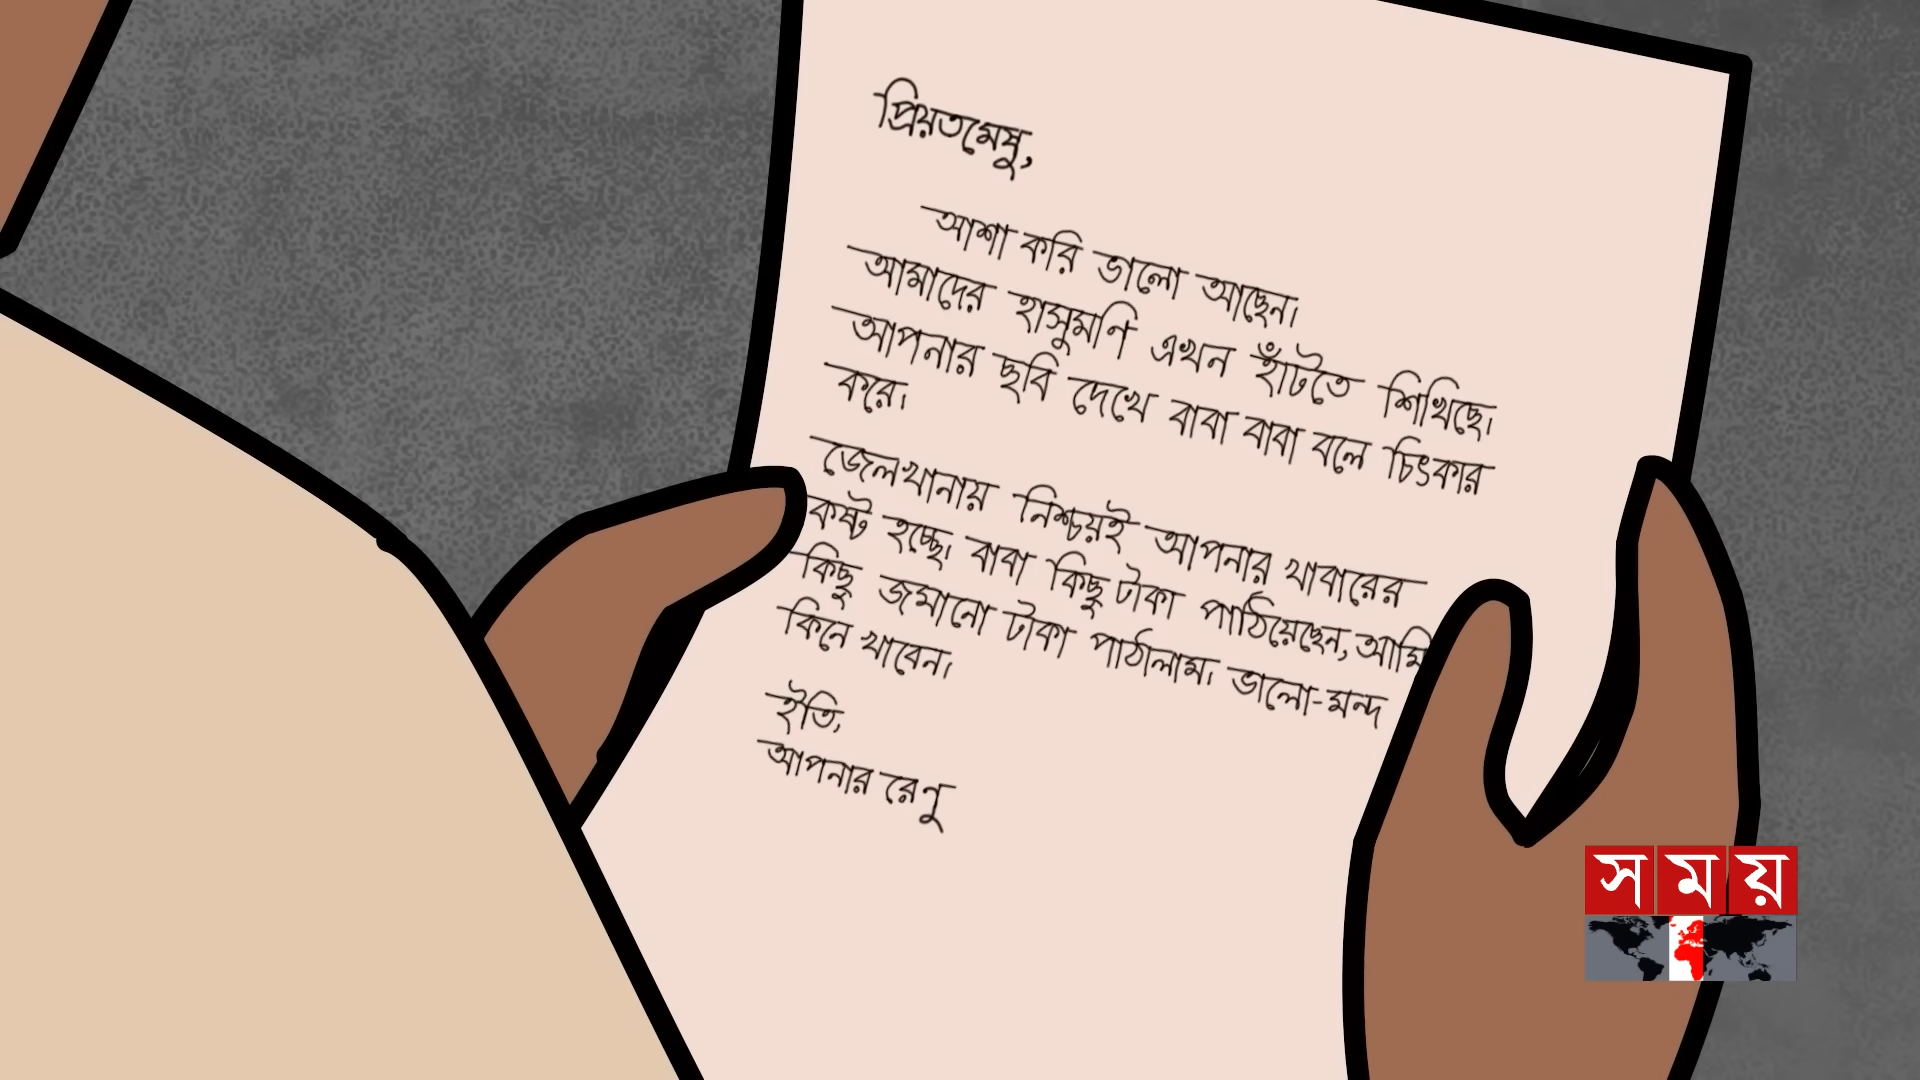 প্রিয়তমেষু,
আশা করি ভালো আছেন।
আমাদের হাসুমণি এখন হাঁটতে শিখিছে।
আপনার ছবি দেখে বাবা বাবা বলে চিৎকার
করে।
জেলখানায় নিশ্চয়ই আপনার খাবারের
কষ্ট হচ্ছে। বাবা কিছু টাকা পাঠিয়েছেন, আমি
কিছু জমানো টাকা পাঠালাম। ভালো-মন্দ
কিনে খাবেন।
ইতি,
আপনার রেণু
সময়